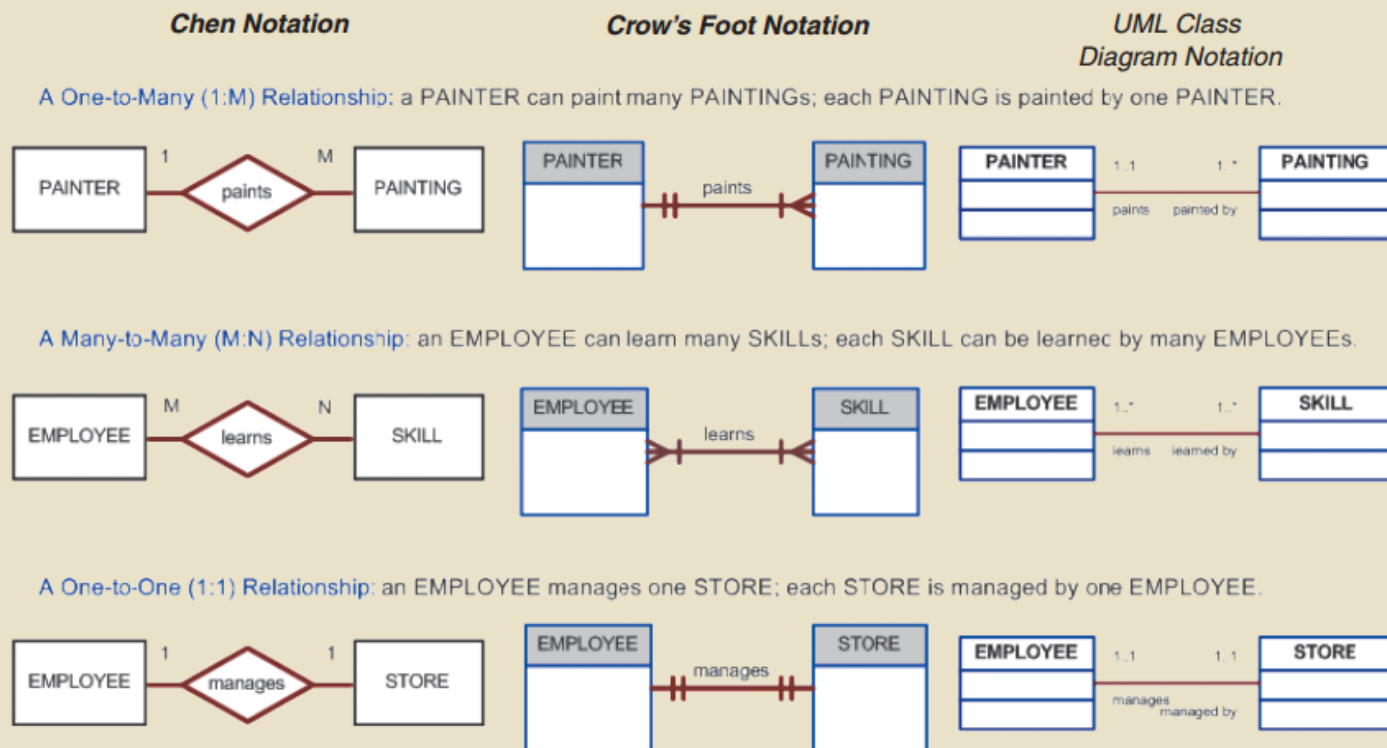 Chen Notation
Crow's Foot Notation
UML Class
Diagram Notation
A One-to-Many (1:M) Relationship: a PAINTER can paint many PAINTINGs; each PAINTING is painted by one PAINTER.
PAINTER
1
paints
M
PAINTING
PAINTER
paints
PAINTING
PAINTER
1..1
1..*
paints
painted by
PAINTING
A Many-to-Many (M:N) Relationship: an EMPLOYEE can learn many SKILLs; each SKILL can be learned by many EMPLOYEEs.
EMPLOYEE
M
learns
N
SKILL
EMPLOYEE
learns
SKILL
EMPLOYEE
1..*
1..*
learns
learned by
SKILL
A One-to-One (1:1) Relationship: an EMPLOYEE manages one STORE; each STORE is managed by one EMPLOYEE.
EMPLOYEE
1
manages
1
STORE
EMPLOYEE
manages
STORE
EMPLOYEE
1..1
1..1
manages
managed by
STORE